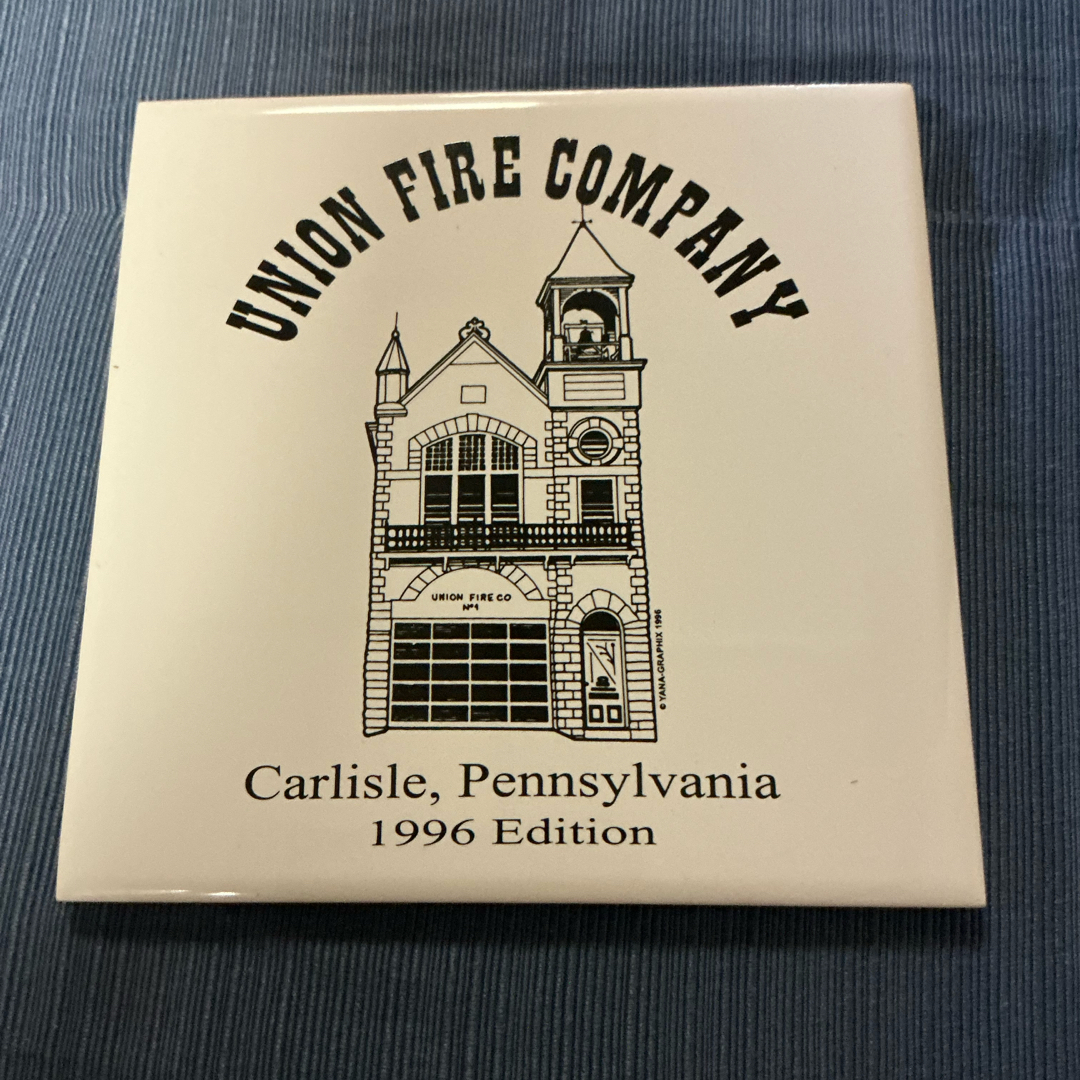 UNION FIRE COMPANY
UNION FIRE CO
Nº1
© YANA-GRAPHIX 1996
Carlisle, Pennsylvania
1996 Edition